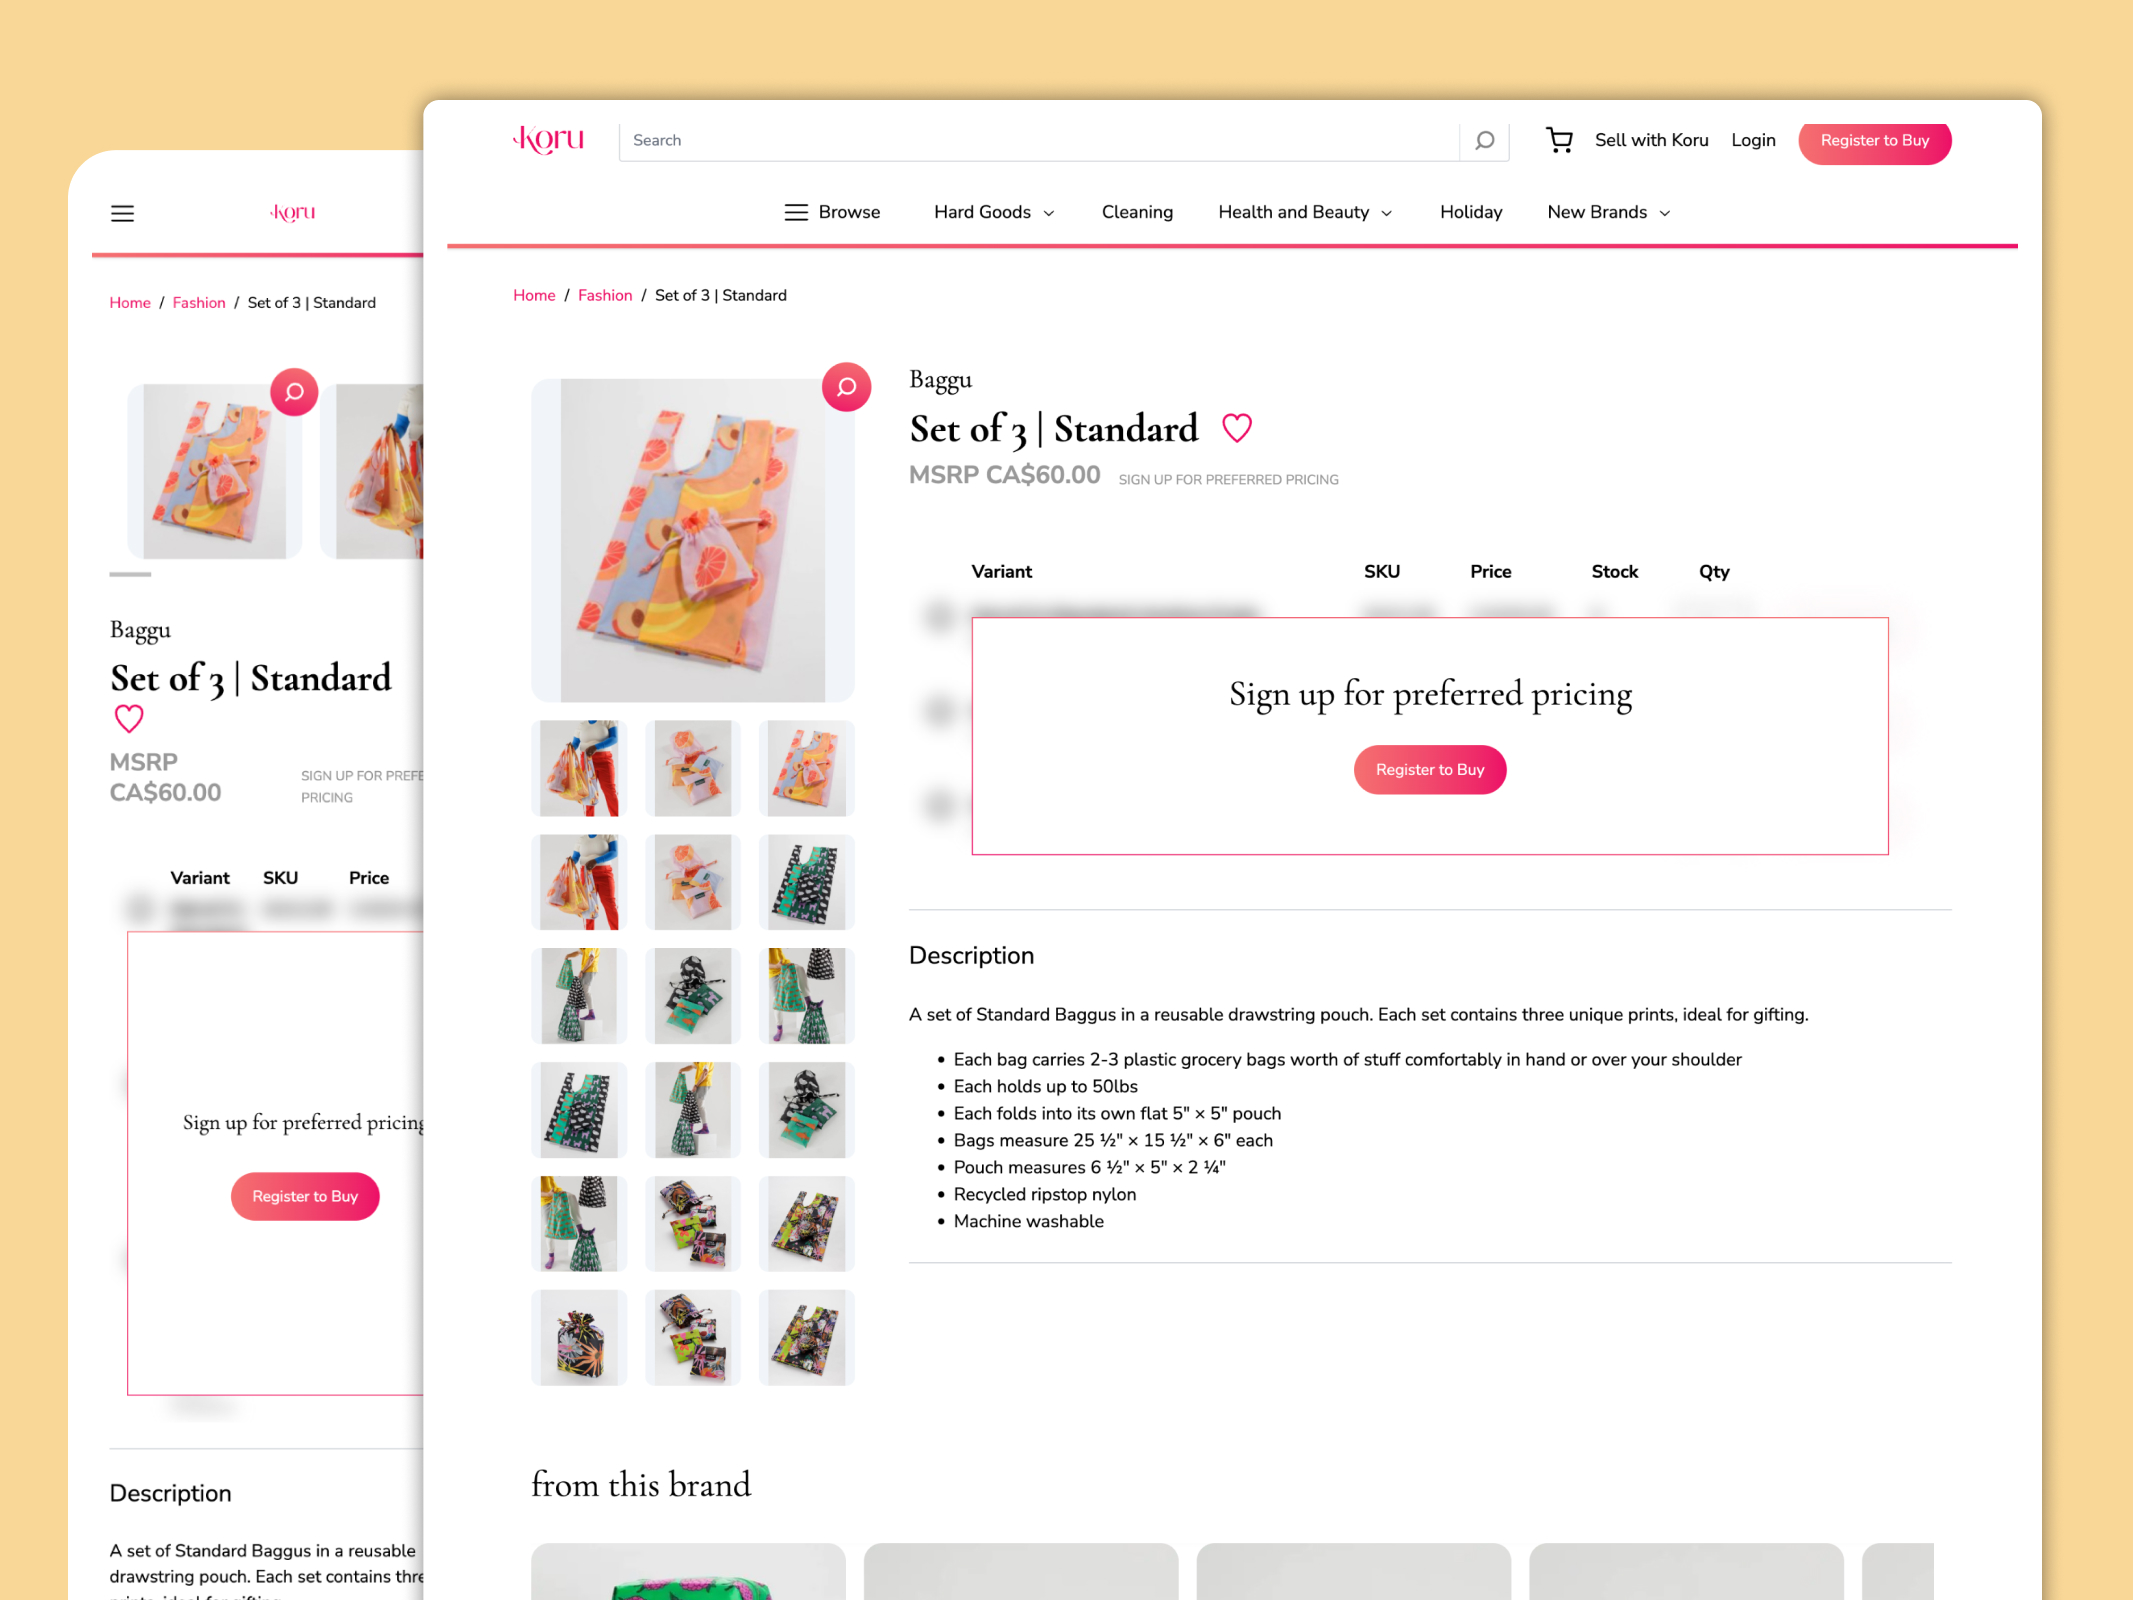 Koru
Home / Fashion / Set of 3 | Standard
Baggu
Set of 3 | Standard
MSRP
CA$60.00
SIGN UP FOR PREFE
PRICING
Variant SKU Price
Sign up for preferred pricing
Register to Buy
Description
A set of Standard Baggus in a reusable
drawstring pouch. Each set contains thre
Koru
Search
Sell with Koru
Login
Register to Buy
Browse
Hard Goods
Cleaning
Health and Beauty
Holiday
New Brands
Home / Fashion / Set of 3 | Standard
Baggu
Set of 3 | Standard
MSRP CA$60.00 SIGN UP FOR PREFERRED PRICING
Variant SKU Price Stock Qty
Sign up for preferred pricing
Register to Buy
Description
A set of Standard Baggus in a reusable drawstring pouch. Each set contains three unique prints, ideal for gifting.
• Each bag carries 2-3 plastic grocery bags worth of stuff comfortably in hand or over your shoulder
• Each holds up to 50lbs
• Each folds into its own flat 5" × 5" pouch
• Bags measure 25 ½" × 15 ½" × 6" each
• Pouch measures 6 ½" × 5" × 2 ¼"
• Recycled ripstop nylon
• Machine washable
from this brand